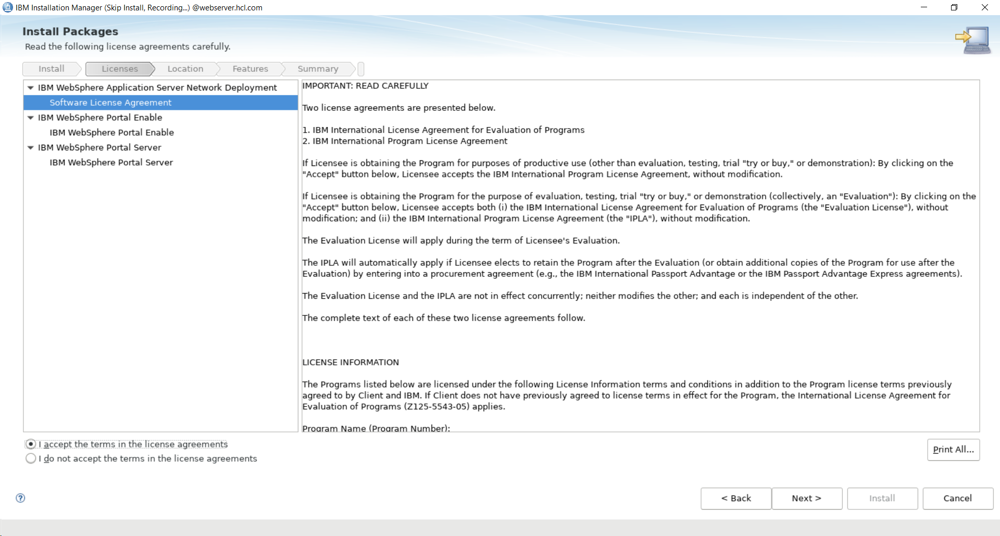 IBM Installation Manager (Skip Install, Recording...) @webserver.hcl.com
Install Packages
Read the following license agreements carefully.
Install
Licenses
Location
Features
Summary
IBM WebSphere Application Server Network Deployment
Software License Agreement
IBM WebSphere Portal Enable
IBM WebSphere Portal Enable
IBM WebSphere Portal Server
IBM WebSphere Portal Server
IMPORTANT: READ CAREFULLY
Two license agreements are presented below.
1. IBM International License Agreement for Evaluation of Programs
2. IBM International Program License Agreement
If Licensee is obtaining the Program for purposes of productive use (other than evaluation, testing, trial "try or buy," or demonstration): By clicking on the
"Accept" button below, Licensee accepts the IBM International Program License Agreement, without modification.
If Licensee is obtaining the Program for the purpose of evaluation, testing, trial "try or buy," or demonstration (collectively, an "Evaluation"): By clicking on the
"Accept" button below, Licensee accepts both (i) the IBM International License Agreement for Evaluation of Programs (the "Evaluation License"), without
modification; and (ii) the IBM International Program License Agreement (the "IPLA"), without modification.
The Evaluation License will apply during the term of Licensee's Evaluation.
The IPLA will automatically apply if Licensee elects to retain the Program after the Evaluation (or obtain additional copies of the Program for use after the
Evaluation) by entering into a procurement agreement (e.g., the IBM International Passport Advantage or the IBM Passport Advantage Express agreements).
The Evaluation License and the IPLA are not in effect concurrently; neither modifies the other; and each is independent of the other.
The complete text of each of these two license agreements follow.
LICENSE INFORMATION
The Programs listed below are licensed under the following License Information terms and conditions in addition to the Program license terms previously
agreed to by Client and IBM. If Client does not have previously agreed to license terms in effect for the Program, the International License Agreement for
Evaluation of Programs (Z125-5543-05) applies.
Program Name (Program Number):
I accept the terms in the license agreements
I do not accept the terms in the license agreements
Print All...
?
< Back
Next >
Install
Cancel